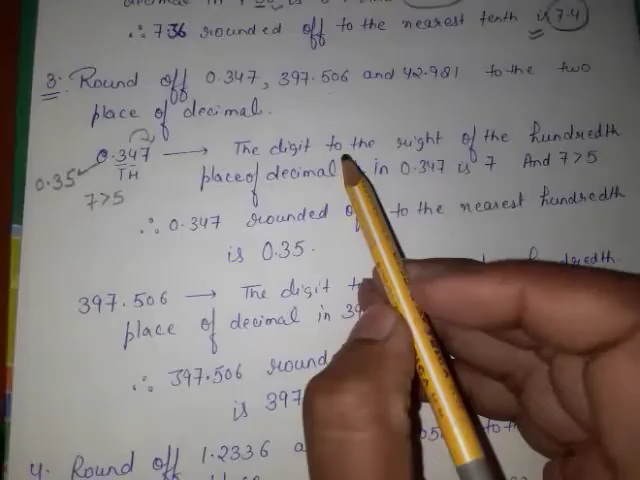 decimal in
∴ 7.36 rounded off to the nearest tenth is 7.4
3. Round off 0.347, 397.506 and 42.981 to the two
place of decimal.
0.347 → The digit to the right of the hundredth
TH
0.35
7>5
place of decimal in 0.347 is 7 And 7>5
∴ 0.347 rounded to the nearest hundredth
is 0.35.
397.506 → The digit
hundredth
place of decimal in
∴ 397.506 round
is 397
4. Round off 1.2336